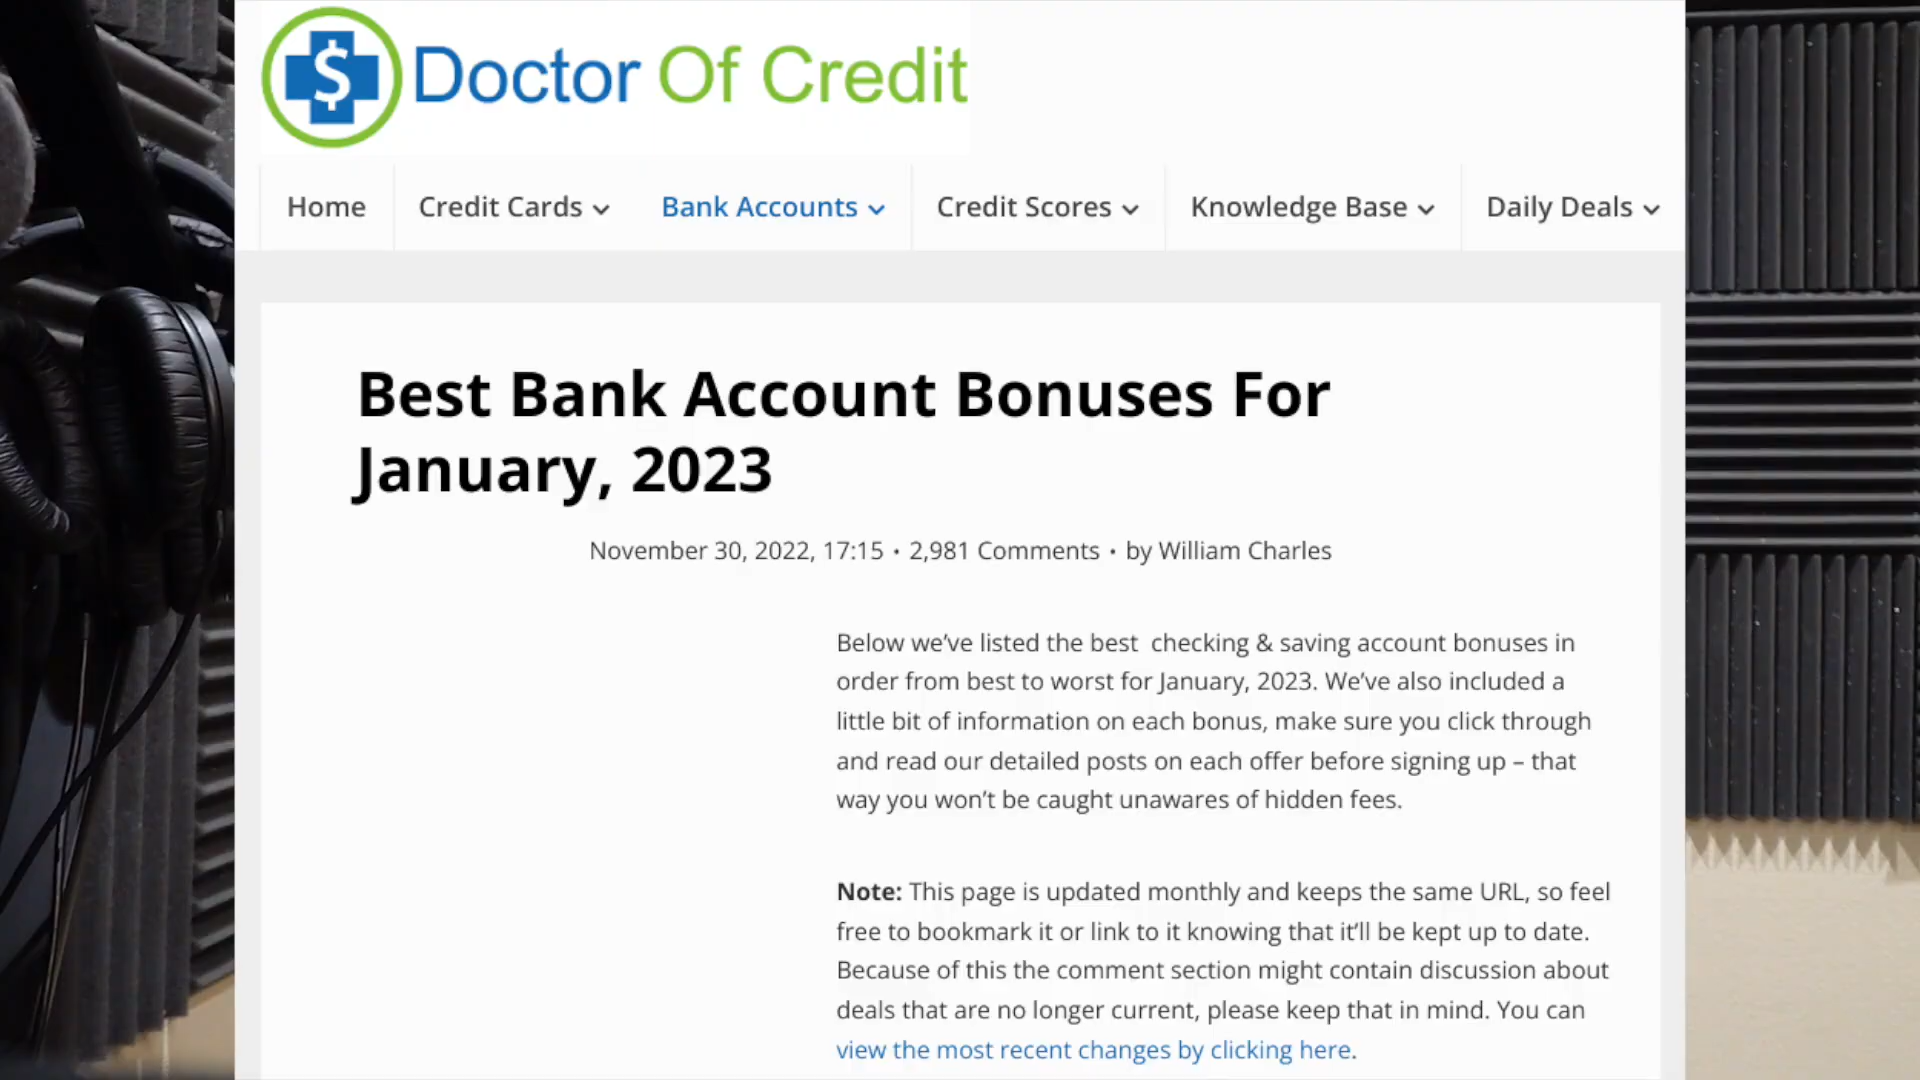 $ Doctor Of Credit
Home Credit Cards Bank Accounts Credit Scores Knowledge Base Daily Deals
Best Bank Account Bonuses For
January, 2023
November 30, 2022, 17:15 • 2,981 Comments • by William Charles
Below we’ve listed the best checking & saving account bonuses in
order from best to worst for January, 2023. We’ve also included a
little bit of information on each bonus, make sure you click through
and read our detailed posts on each offer before signing up – that
way you won’t be caught unawares of hidden fees.
Note: This page is updated monthly and keeps the same URL, so feel
free to bookmark it or link to it knowing that it’ll be kept up to date.
Because of this the comment section might contain discussion about
deals that are no longer current, please keep that in mind. You can
view the most recent changes by clicking here.